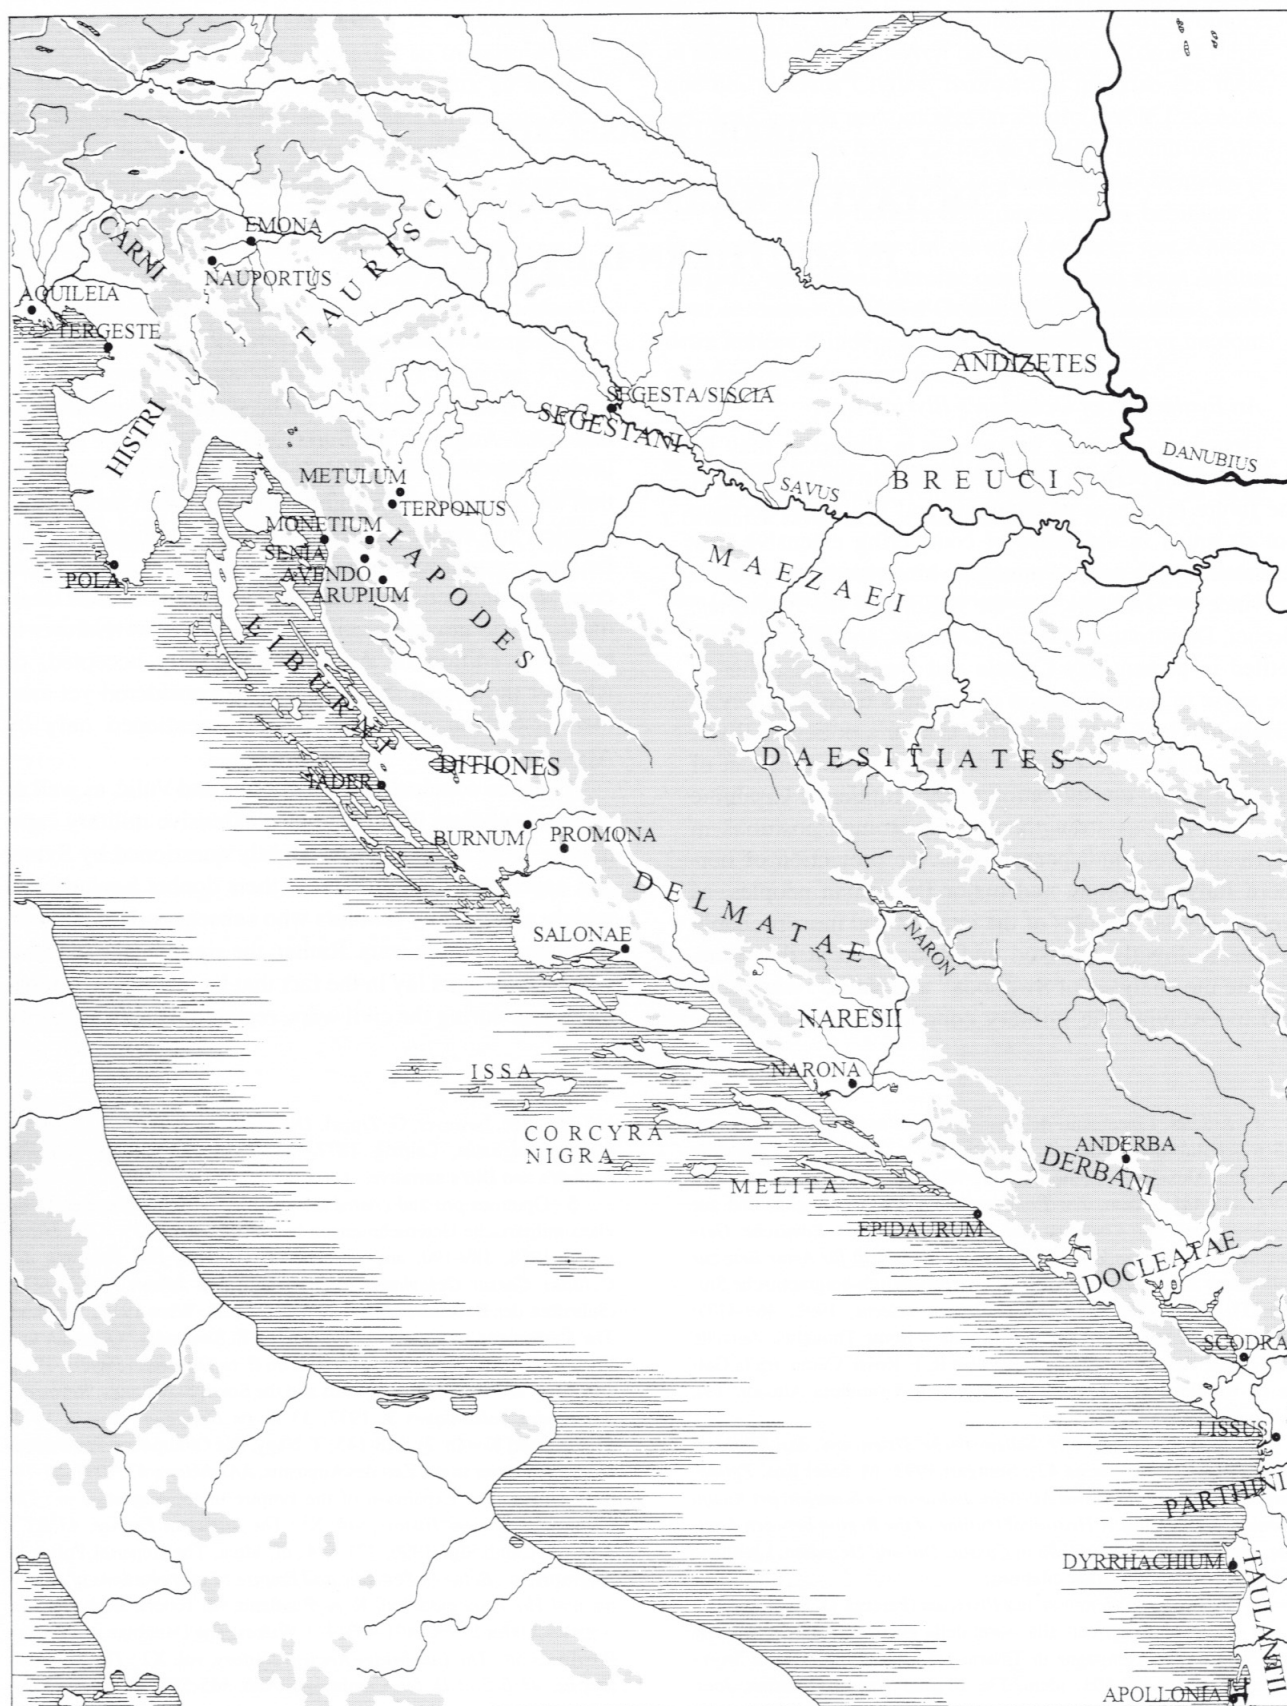 EMONA
CARNI
TAURISCI
NAUPORTUS
AQUILEIA
TERGESTE
ANDIZETES
SEGESTA/SISCIA
SEGESTANI
HISTRI
DANUBIUS
METULUM
SAVUS
BREUCI
TERPONUS
MONETIUM
SENIA
IAPODES
MAEZAEI
AVENDO
POLA
ARUPIUM
LIBURNI
DAESITIATES
DITIONES
IADER
BURNUM
PROMONA
DELMATAE
SALONAE
NARON
NARESII
ISSA
NARONA
CORCYRA
NIGRA
ANDERBA
DERBANI
MELITA
EPIDAURUM
DOCLEATAE
SCODRA
LISSUS
PARTHINI
DYRRHACHIUM
TAULANTII
APOLLONIA